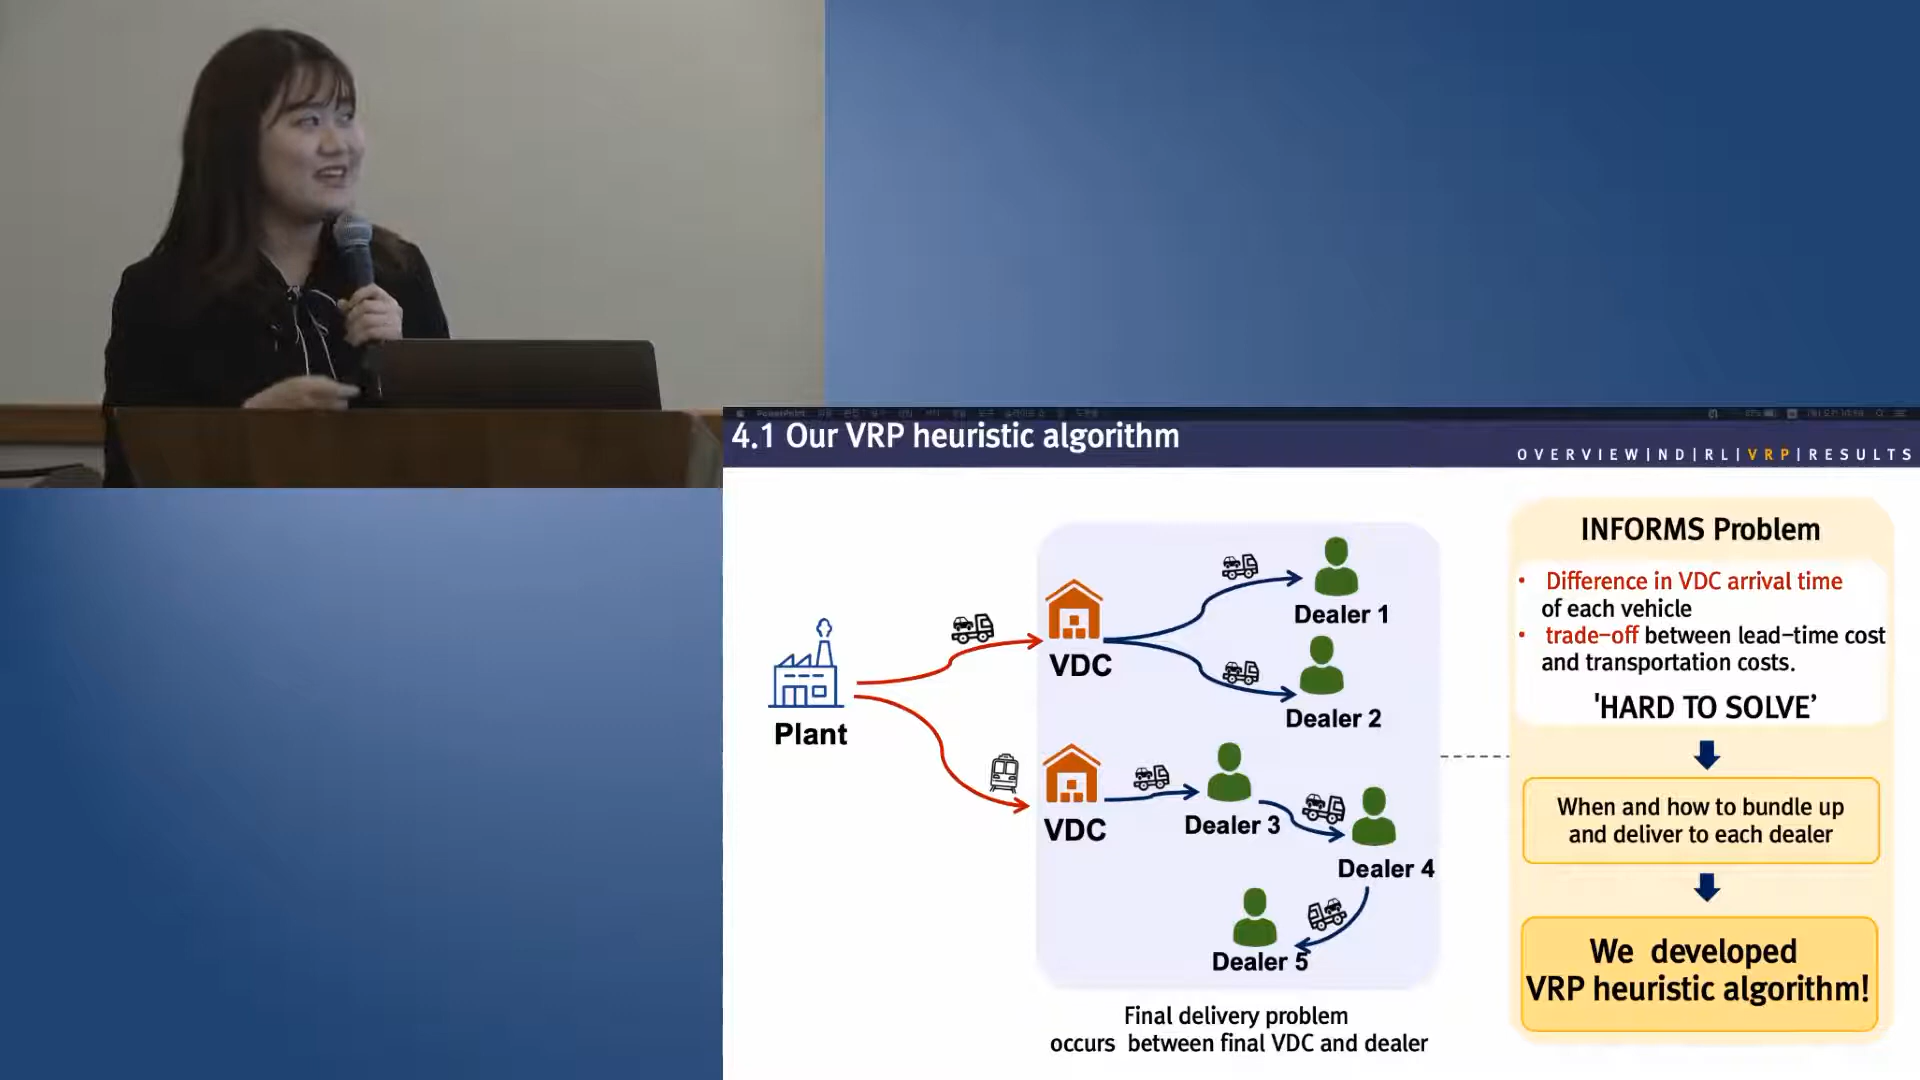 PowerPoint
4.1 Our VRP heuristic algorithm
OVERVIEW|ND|RL|VRP|RESULTS
Plant
VDC
Dealer 1
Dealer 2
VDC
Dealer 3
Dealer 4
Dealer 5
Final delivery problem
occurs between final VDC and dealer
INFORMS Problem
• Difference in VDC arrival time
of each vehicle
• trade-off between lead-time cost
and transportation costs.
'HARD TO SOLVE’
When and how to bundle up
and deliver to each dealer
We developed
VRP heuristic algorithm!